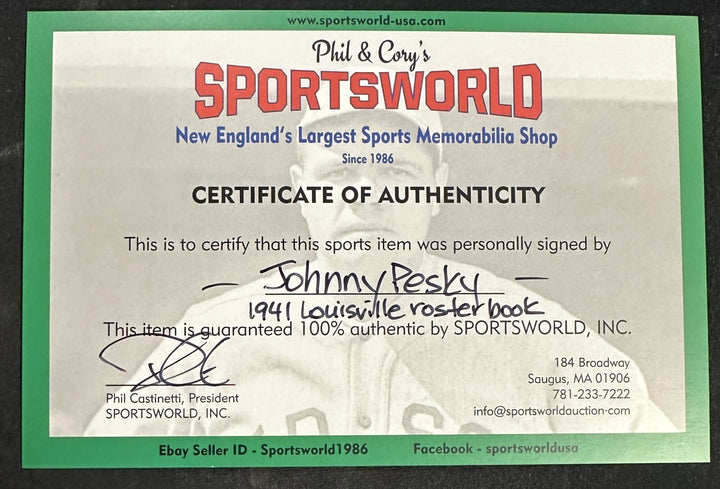 www.sportsworld-usa.com
Phil & Cory's
SPORTSWORLD
New England's Largest Sports Memorabilia Shop
Since 1986
CERTIFICATE OF AUTHENTICITY
This is to certify that this sports item was personally signed by
- Johnny Pesky -
1941 Louisville roster book
This item is guaranteed 100% authentic by SPORTSWORLD, INC.
Phil Castinetti, President
SPORTSWORLD, INC.
184 Broadway
Saugus, MA 01906
781-233-7222
info@sportsworldauction.com
Ebay Seller ID - Sportsworld1986
Facebook - sportsworldusa